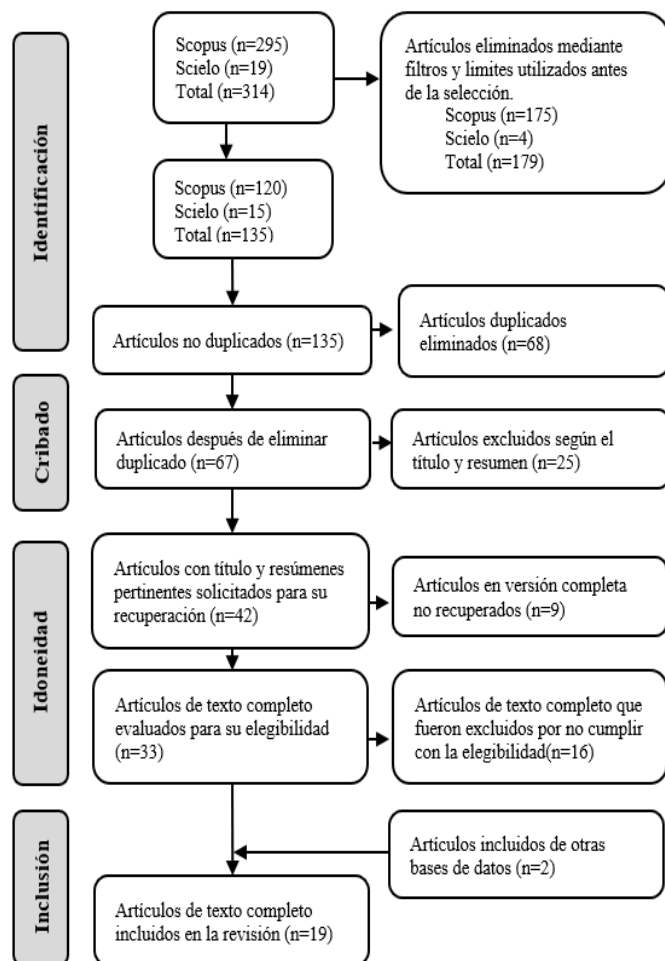 Identificación
Scopus (n=295)
Scielo (n=19)
Total (n=314)
Artículos eliminados mediante
filtros y limites utilizados antes
de la selección.
Scopus (n=175)
Scielo (n=4)
Total (n=179)
Scopus (n=120)
Scielo (n=15)
Total (n=135)
Artículos no duplicados (n=135)
Artículos duplicados
eliminados (n=68)
Cribado
Artículos después de eliminar
duplicado (n=67)
Artículos excluidos según el
título y resumen (n=25)
Idoneidad
Artículos con título y resúmenes
pertinentes solicitados para su
recuperación (n=42)
Artículos en versión completa
no recuperados (n=9)
Artículos de texto completo
evaluados para su elegibilidad
(n=33)
Artículos de texto completo que
fueron excluidos por no cumplir
con la elegibilidad(n=16)
Inclusión
Artículos incluidos de otras
bases de datos (n=2)
Artículos de texto completo
incluidos en la revisión (n=19)